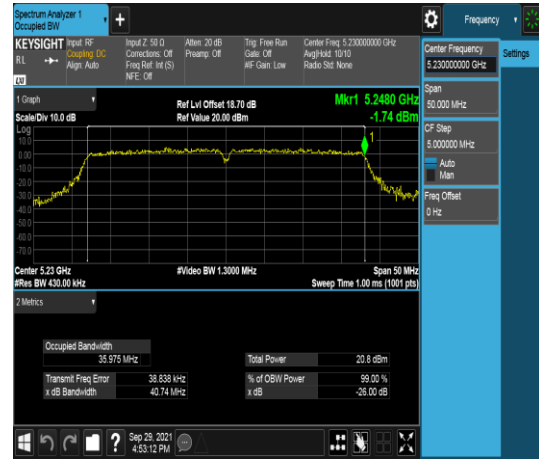 Spectrum Analyzer 1
Occupied BW
+
Frequency
KEYSIGHT
RL
LXI
Input: RF
Coupling: DC
Align: Auto
Input Z: 50 Ω
Corrections: Off
Freq Ref: Int (S)
NFE: Off
Atten: 20 dB
Preamp: Off
Trig: Free Run
Gate: Off
#IF Gain: Low
Center Freq: 5.230000000 GHz
Avg|Hold: 10/10
Radio Std: None
Center Frequency
5.230000000 GHz
Settings
Span
50.000 MHz
CF Step
5.000000 MHz
Auto
Man
Freq Offset
0 Hz
1 Graph
Scale/Div 10.0 dB
Ref Lvl Offset 18.70 dB
Ref Value 20.00 dBm
Mkr1 5.2480 GHz
-1.74 dBm
Log
10.0
0.00
-10.0
-20.0
-30.0
-40.0
-50.0
-60.0
-70.0
1
Center 5.23 GHz
#Res BW 430.00 kHz
#Video BW 1.3000 MHz
Span 50 MHz
Sweep Time 1.00 ms (1001 pts)
2 Metrics
Occupied Bandwidth
35.975 MHz
Total Power 20.8 dBm
Transmit Freq Error 38.838 kHz
% of OBW Power 99.00 %
x dB Bandwidth 40.74 MHz
x dB -26.00 dB
?
Sep 29, 2021
4:53:12 PM